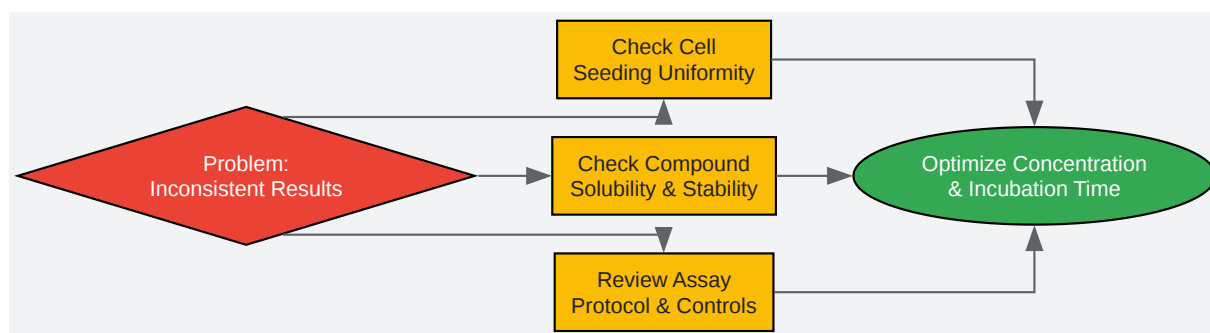 Check Cell
Seeding Uniformity
Problem:
Inconsistent Results
Check Compound
Solubility & Stability
Optimize Concentration
& Incubation Time
Review Assay
Protocol & Controls